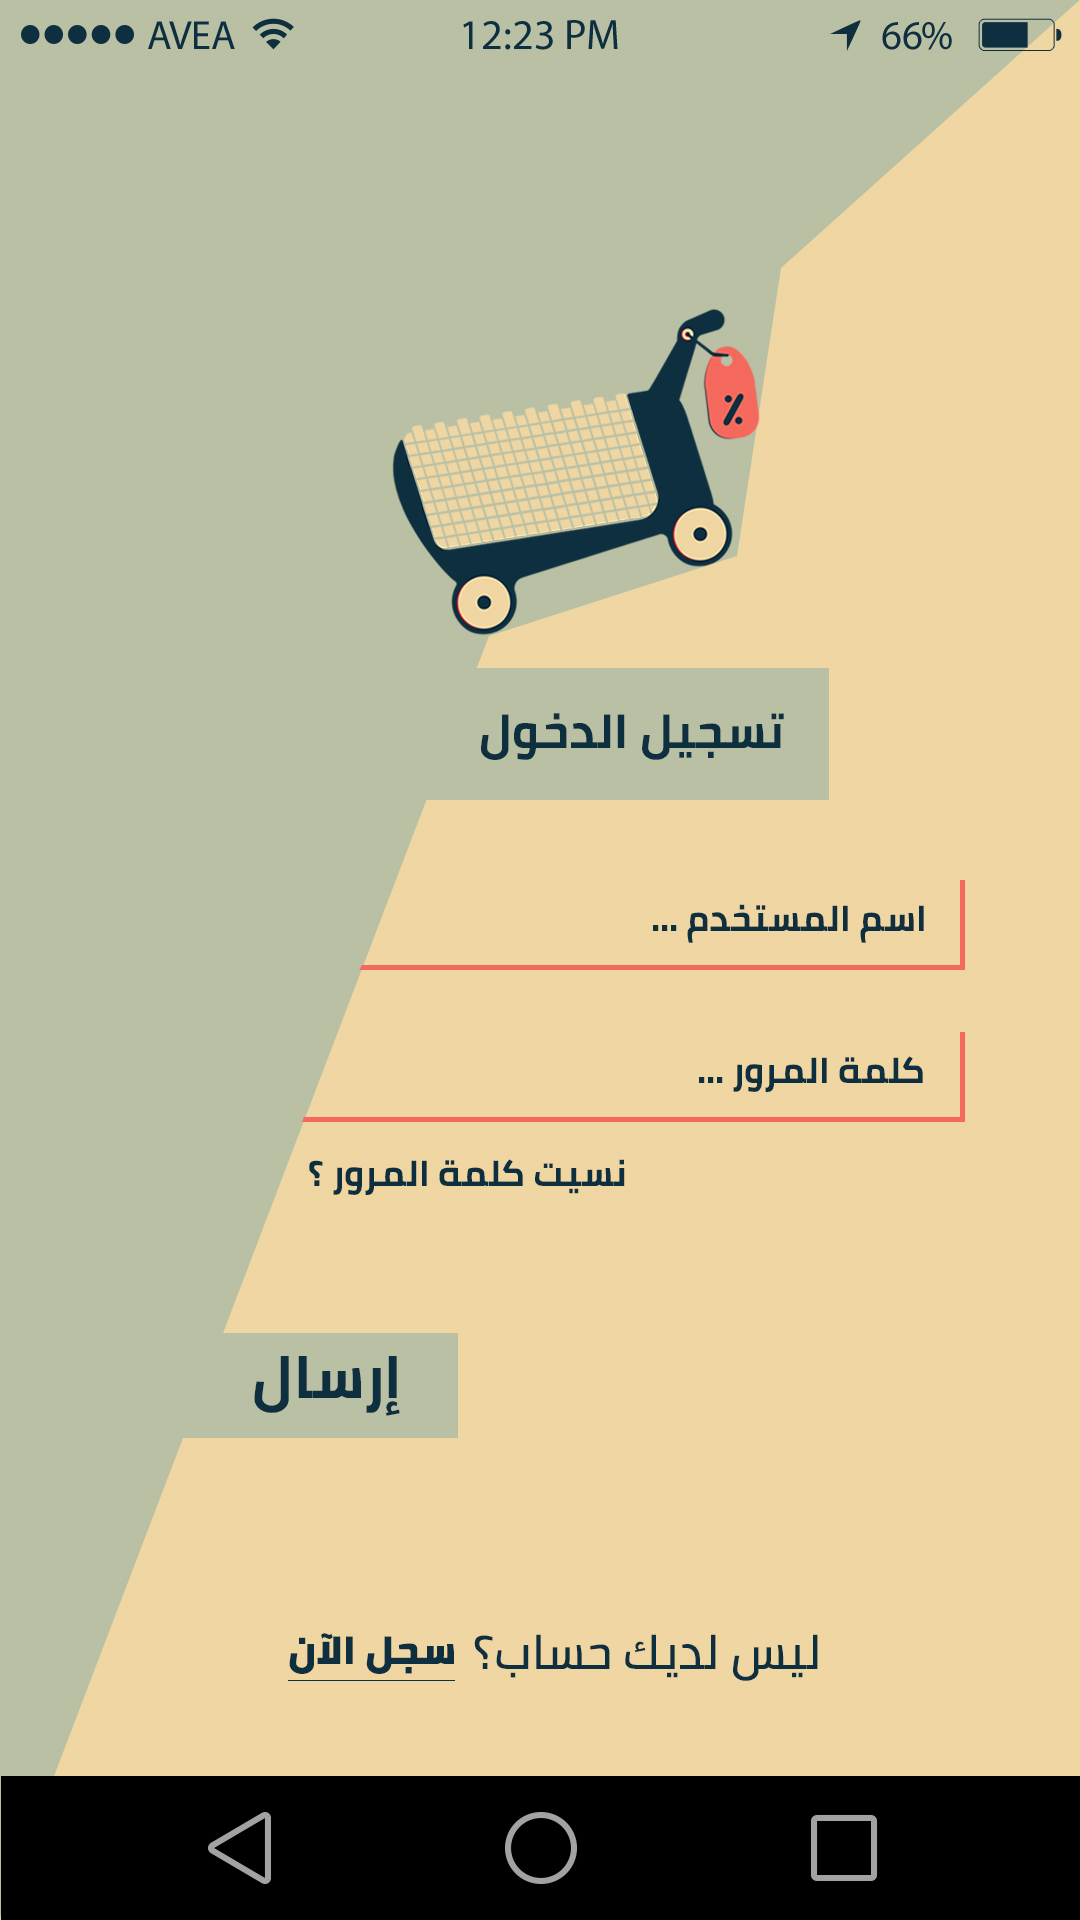 AVEA 12:23 PM 66%
%
تسجيل الدخول
اسم المستخدم ...
كلمة المرور ...
نسيت كلمة المرور ؟
إرسال
ليس لديك حساب؟ سجل الآن